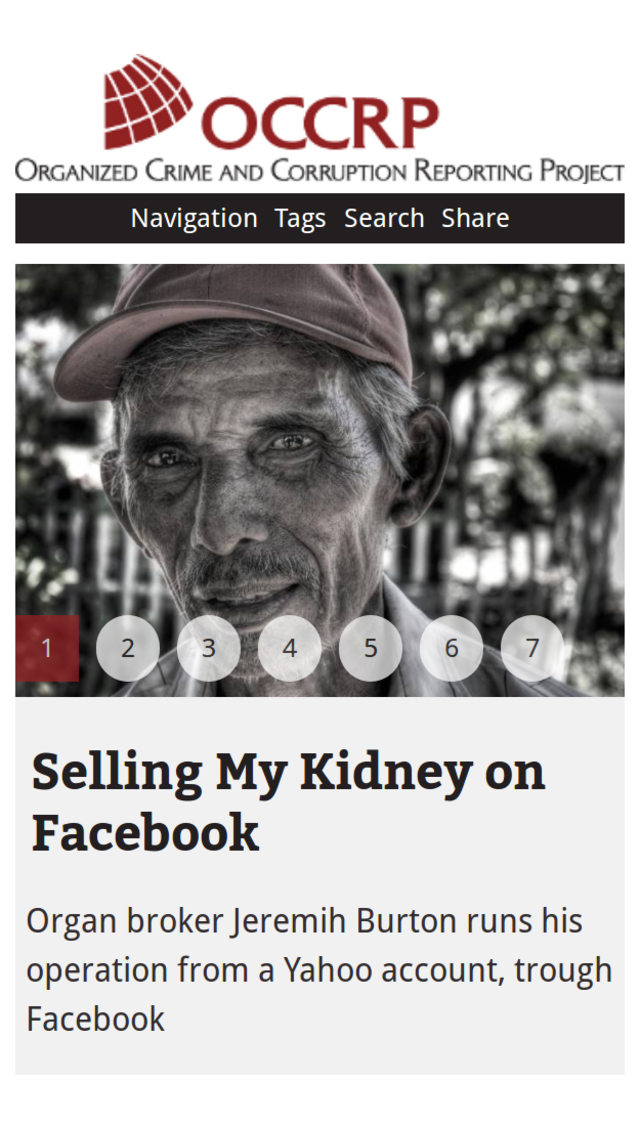 OCCRP
ORGANIZED CRIME AND CORRUPTION REPORTING PROJECT
Navigation Tags Search Share
1 2 3 4 5 6 7
Selling My Kidney on
Facebook
Organ broker Jeremih Burton runs his
operation from a Yahoo account, trough
Facebook